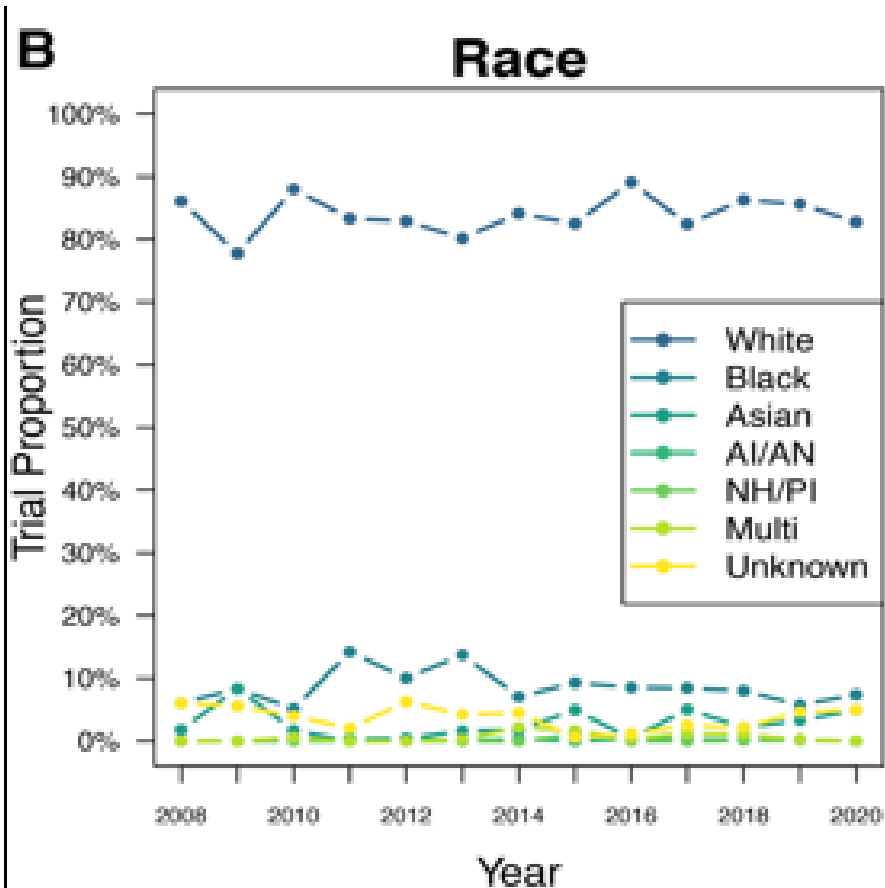 B
Race
100%
90%
80%
70%
60%
50%
40%
30%
20%
10%
0%
Trial Proportion
White
Black
Asian
AI/AN
NH/PI
Multi
Unknown
2008 2010 2012 2014 2016 2018 2020
Year